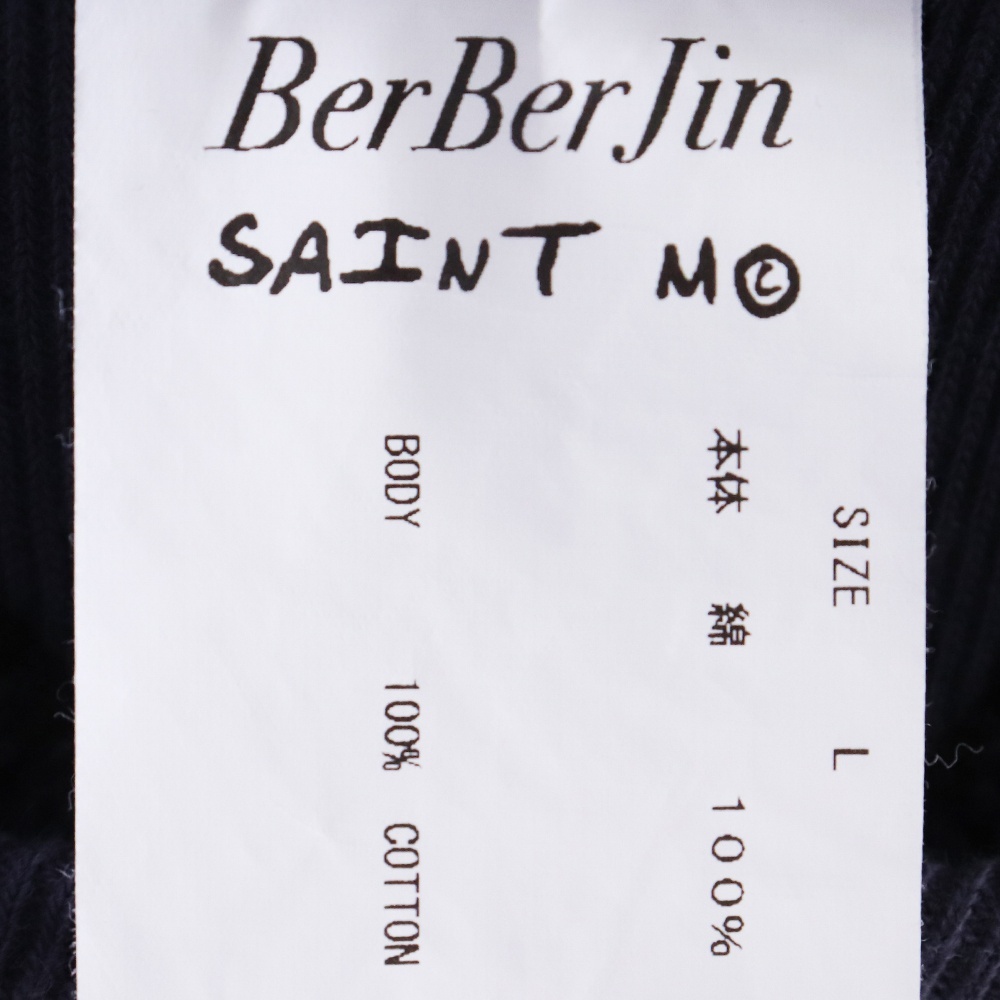 BerBerJin
SAINT M©
SIZE L
本体 綿 100%
BODY 100% COTTON